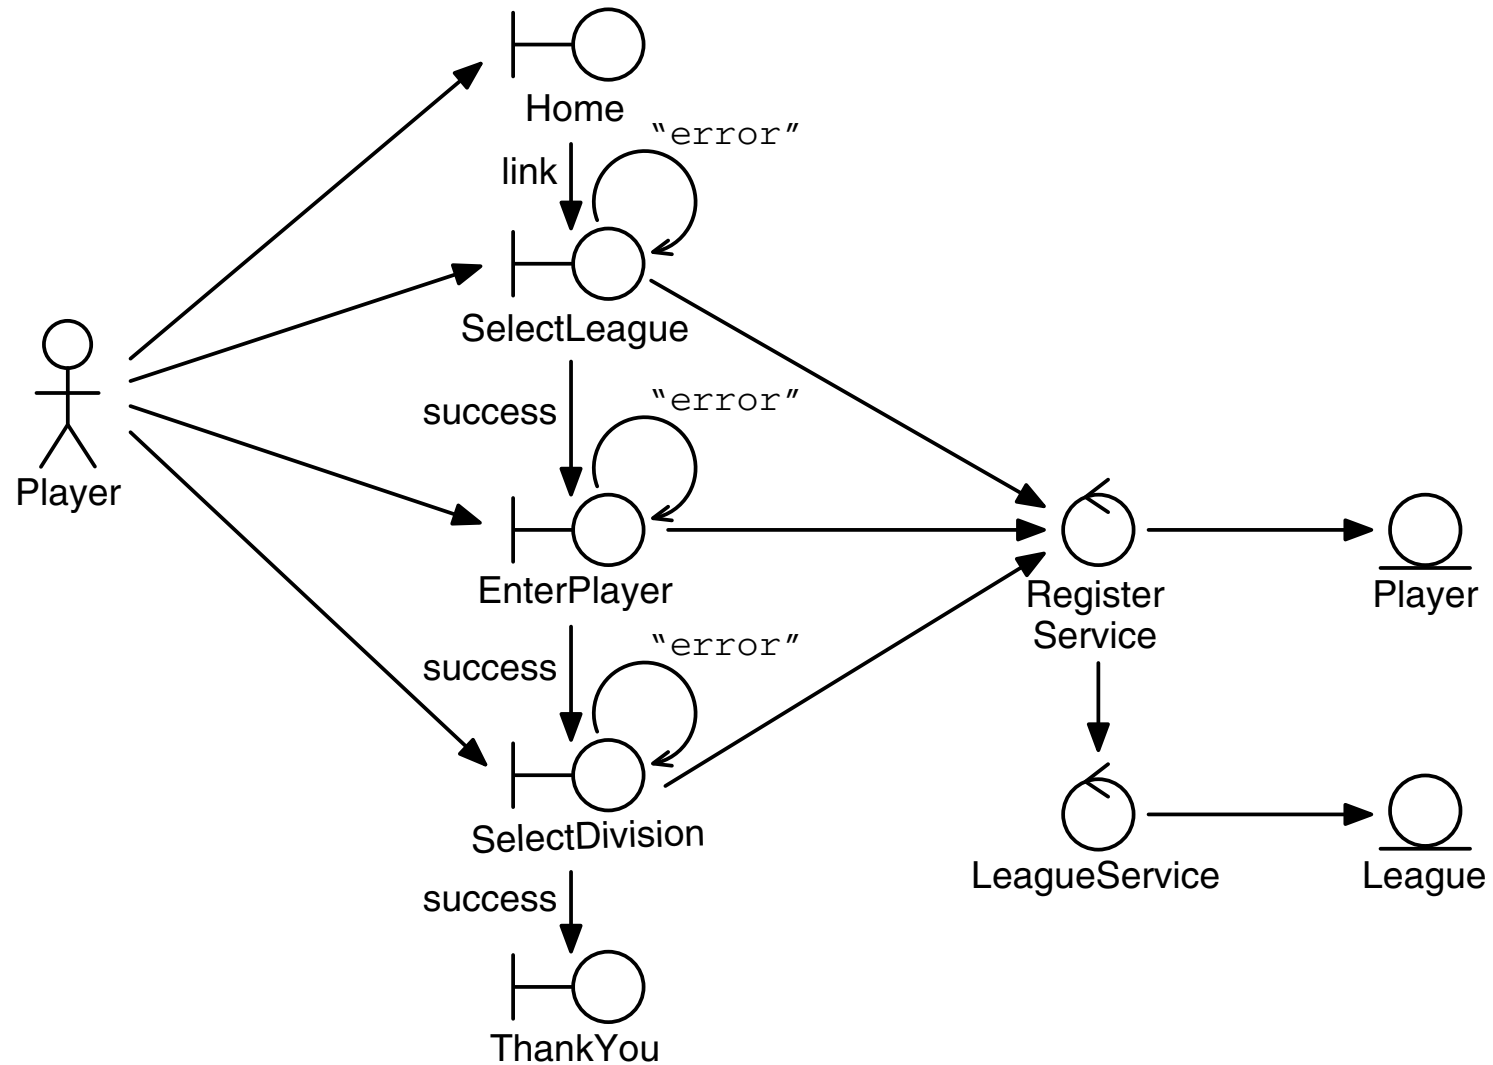 Home
“error”
link
SelectLeague
“error”
success
Player
EnterPlayer
Register
Service
Player
“error”
success
SelectDivision
LeagueService
League
success
ThankYou